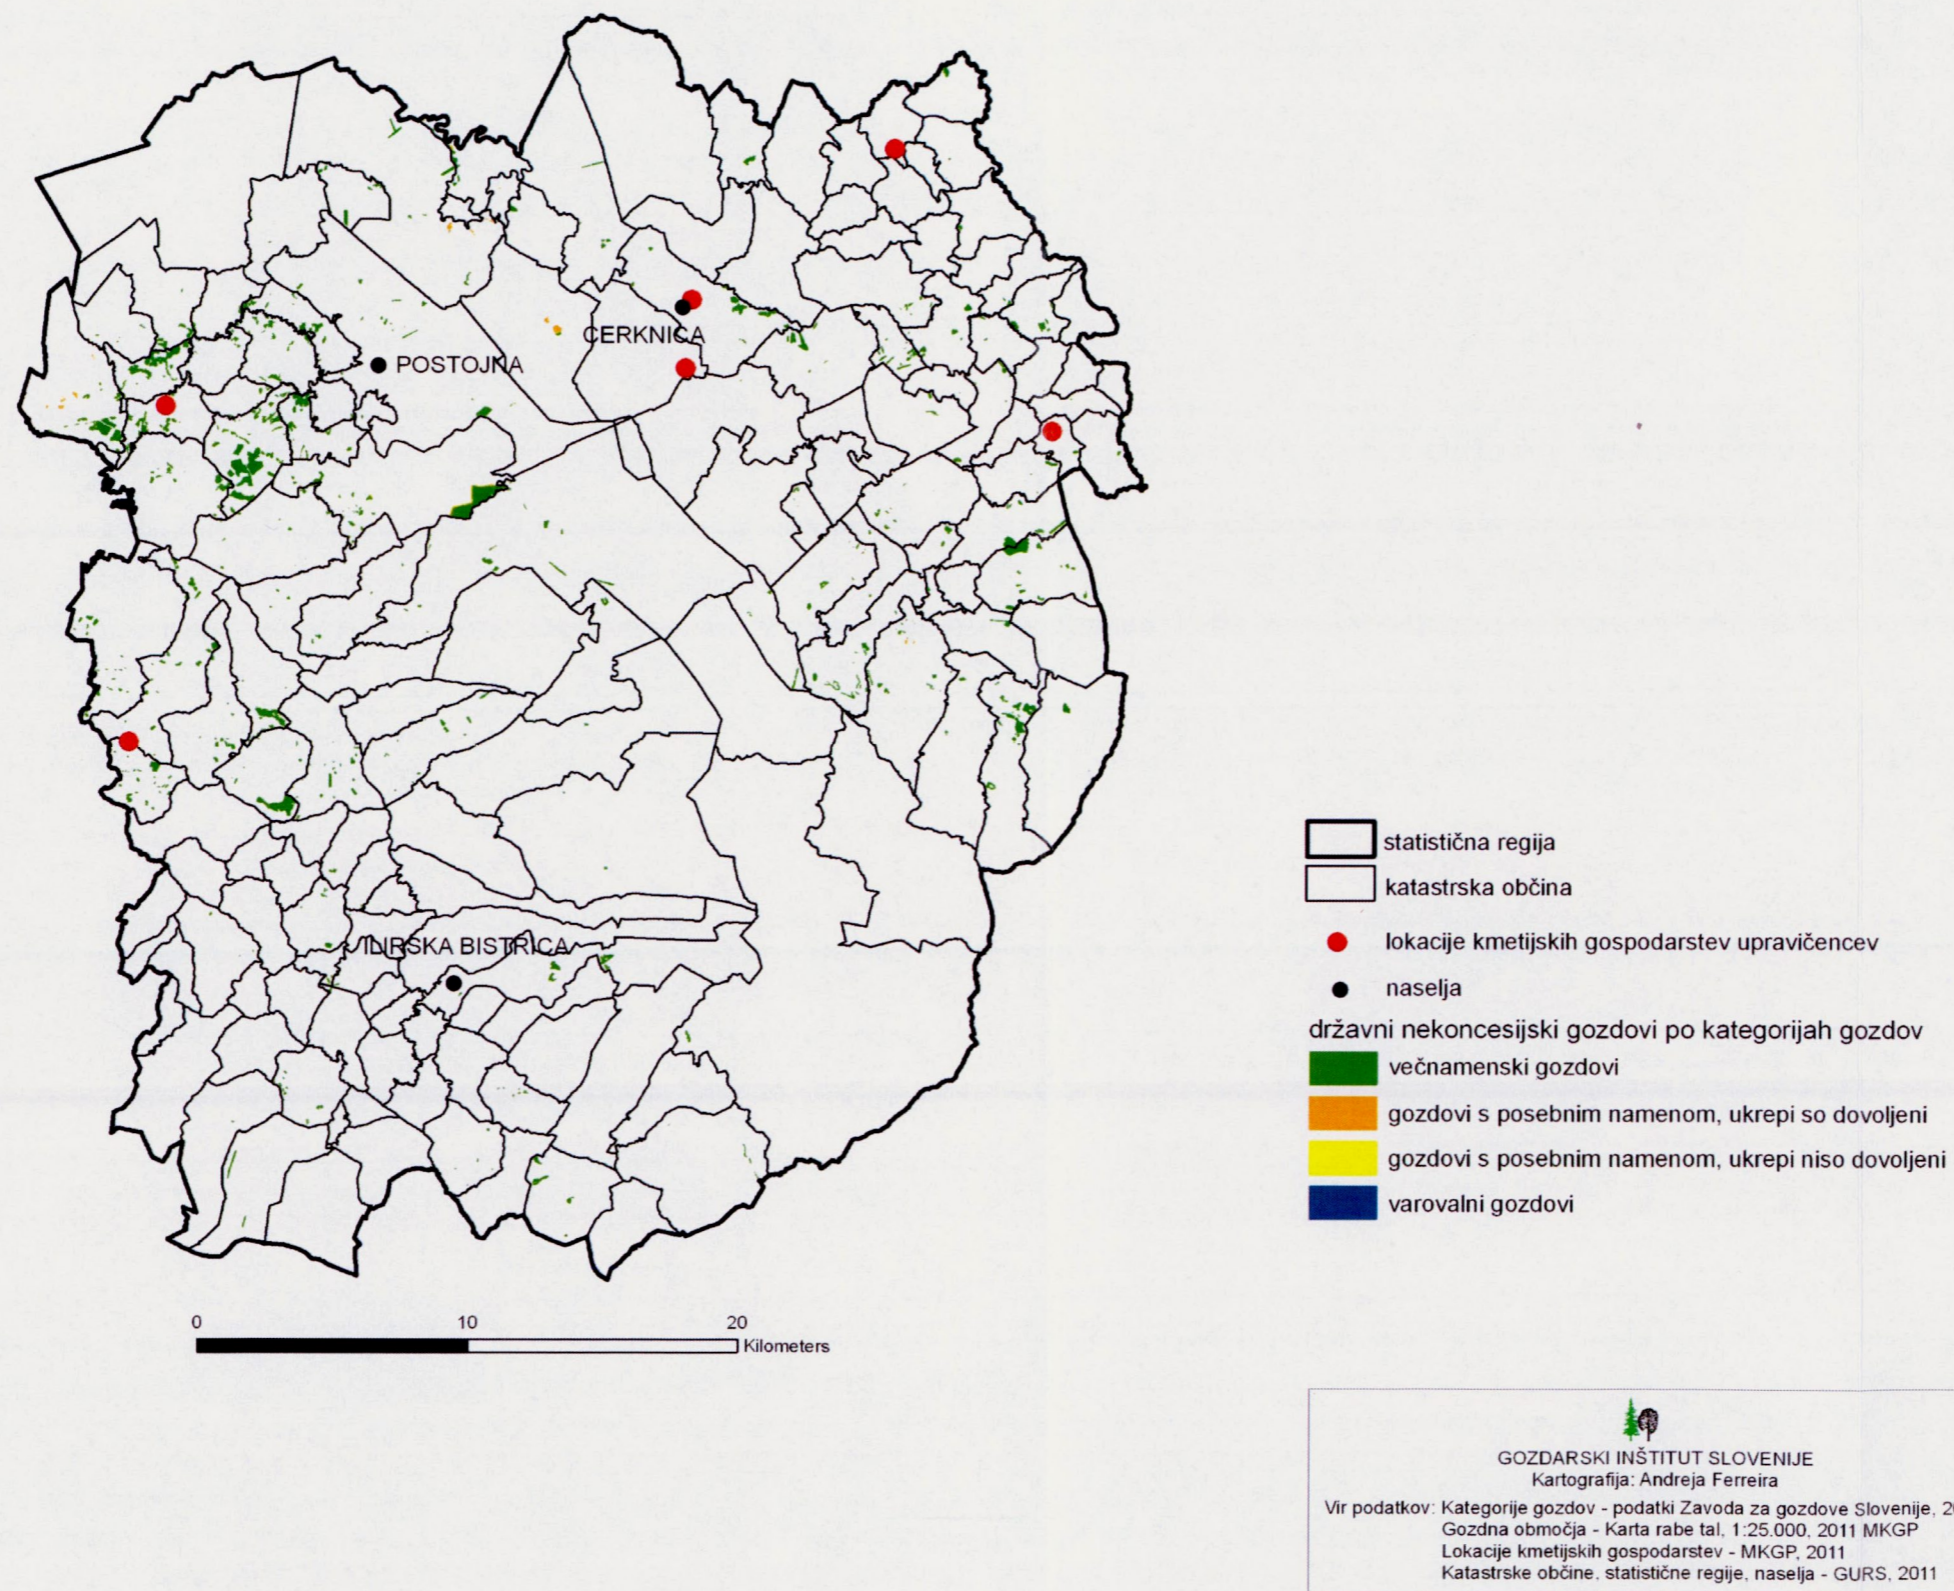 CERKNICA
POSTOJNA
ILIRSKA BISTRICA
0 10 20
Kilometers
statistična regija
katastrska občina
lokacije kmetijskih gospodarstev upravičencev
naselja
državni nekoncesijski gozdovi po kategorijah gozdov
večnamenski gozdovi
gozdovi s posebnim namenom, ukrepi so dovoljeni
gozdovi s posebnim namenom, ukrepi niso dovoljeni
varovalni gozdovi
GOZDARSKI INŠTITUT SLOVENIJE
Kartografija: Andreja Ferreira
Vir podatkov: Kategorije gozdov - podatki Zavoda za gozdove Slovenije,
Gozdna območja - Karta rabe tal, 1:25.000, 2011 MKGP
Lokacije kmetijskih gospodarstev - MKGP, 2011
Katastrske občine, statistične regije, naselja - GURS, 2011